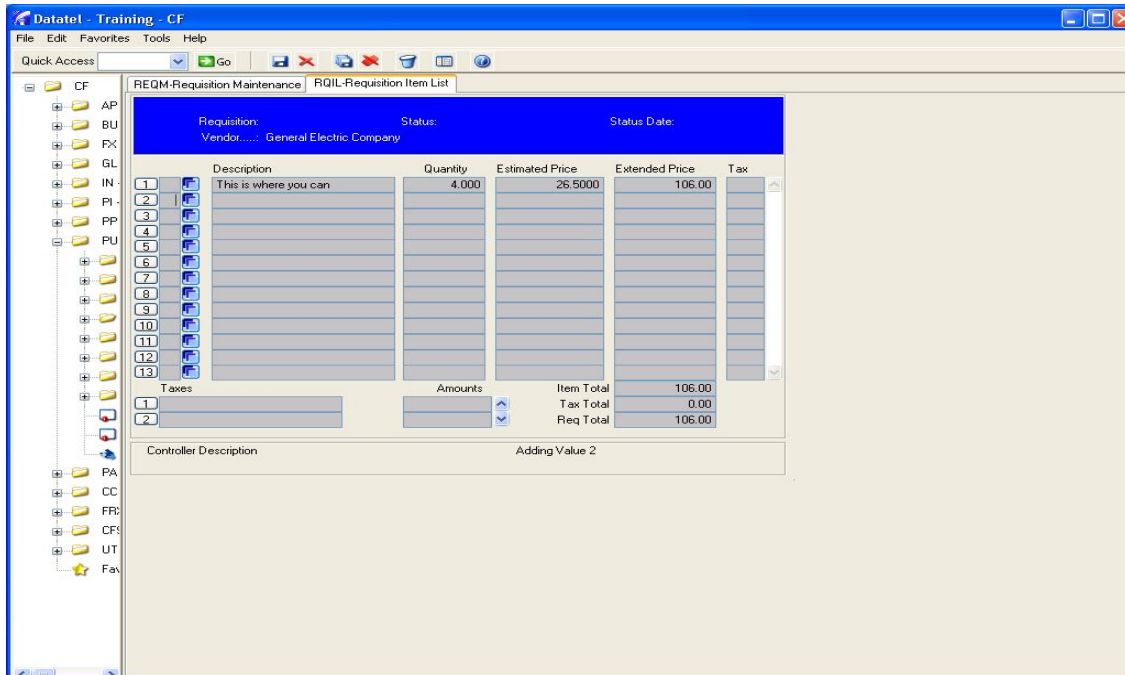 Datatel - Training - CF
File Edit Favorites Tools Help
Quick Access Go
CF
AP
BU
FX
GL
IN -
PI -
PP
PU
PA
CC
FRX
CFS
UT
Fav
REQM-Requisition Maintenance RQIL-Requisition Item List
Requisition: Status: Status Date:
Vendor.....: General Electric Company
Description Quantity Estimated Price Extended Price Tax
1 This is where you can 4.000 26.5000 106.00
2
3
4
5
6
7
8
9
10
11
12
13
Taxes Amounts Item Total 106.00
1 Tax Total 0.00
2 Req Total 106.00
Controller Description Adding Value 2